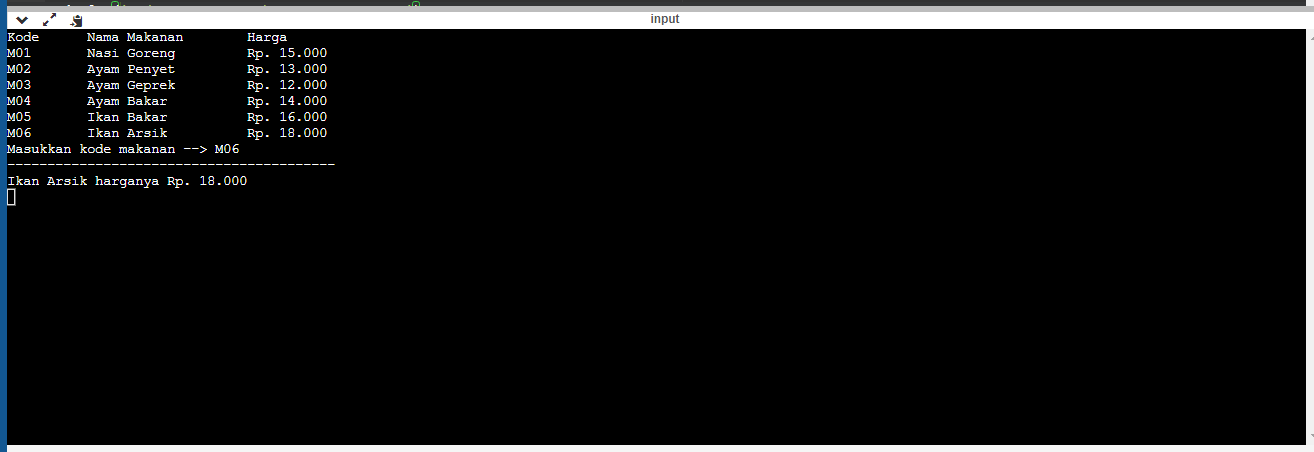 input
Kode Nama Makanan Harga
M01 Nasi Goreng Rp. 15.000
M02 Ayam Penyet Rp. 13.000
M03 Ayam Geprek Rp. 12.000
M04 Ayam Bakar Rp. 14.000
M05 Ikan Bakar Rp. 16.000
M06 Ikan Arsik Rp. 18.000
Masukkan kode makanan --> M06
-----------------------------------------
Ikan Arsik harganya Rp. 18.000